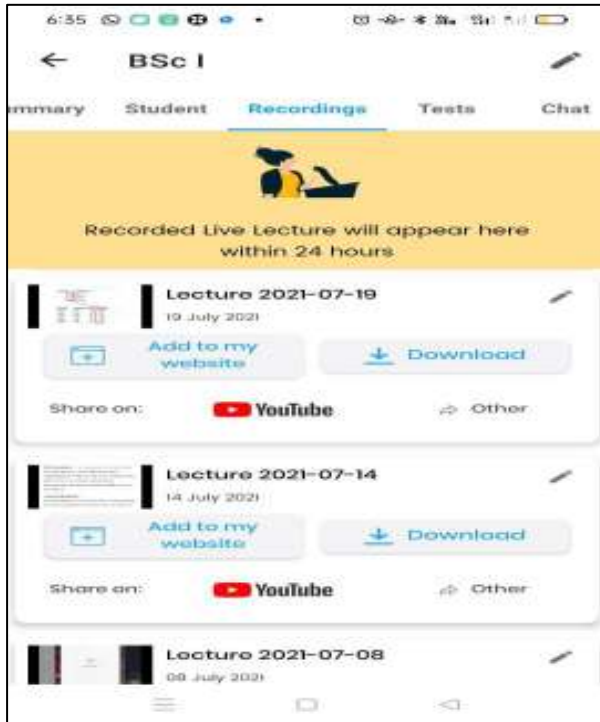 6:35
BSc I
mmary Student Recordings Tests Chat
Recorded Live Lecture will appear here
within 24 hours
Lecture 2021-07-19
19 July 2021
Add to my
website
Download
Share on: YouTube Other
Lecture 2021-07-14
14 July 2021
Add to my
website
Download
Share on: YouTube Other
Lecture 2021-07-08
08 July 2021